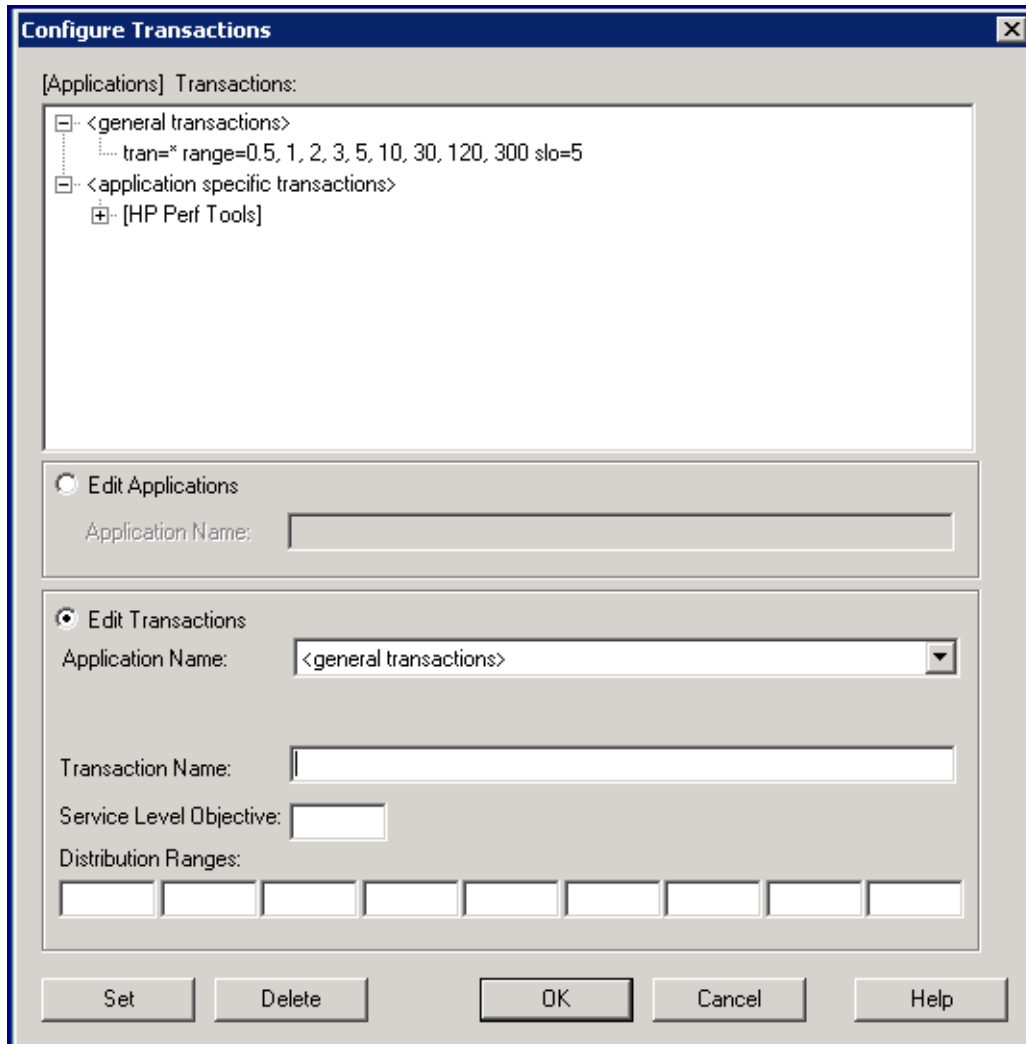 Configure Transactions
[Applications] Transactions:
<general transactions>
tran=* range=0.5, 1, 2, 3, 5, 10, 30, 120, 300 slo=5
<application specific transactions>
[HP Perf Tools]
Edit Applications
Application Name:
Edit Transactions
Application Name: <general transactions>
Transaction Name:
Service Level Objective:
Distribution Ranges:
Set Delete OK Cancel Help